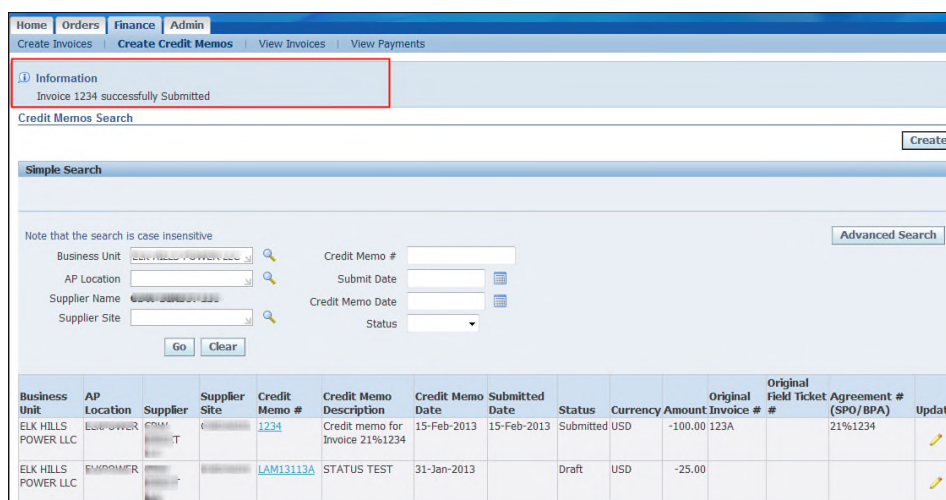 Home Orders Finance Admin
Create Invoices | Create Credit Memos | View Invoices | View Payments
Information
Invoice 1234 successfully Submitted
Credit Memos Search
Create
Simple Search
Note that the search is case insensitive
Advanced Search
Business Unit
Credit Memo #
AP Location
Submit Date
Supplier Name
Credit Memo Date
Supplier Site
Status
Go Clear
Business Unit AP Location Supplier Supplier Site Credit Memo # Credit Memo Description Credit Memo Date Submitted Date Status Currency Amount Original Invoice # Original Field Ticket # Agreement # (SPO/BPA) Updat
ELK HILLS POWER LLC 1234 Credit memo for Invoice 21%1234 15-Feb-2013 15-Feb-2013 Submitted USD -100.00 123A 21%1234
ELK HILLS POWER LLC LAM13113A STATUS TEST 31-Jan-2013 Draft USD -25.00